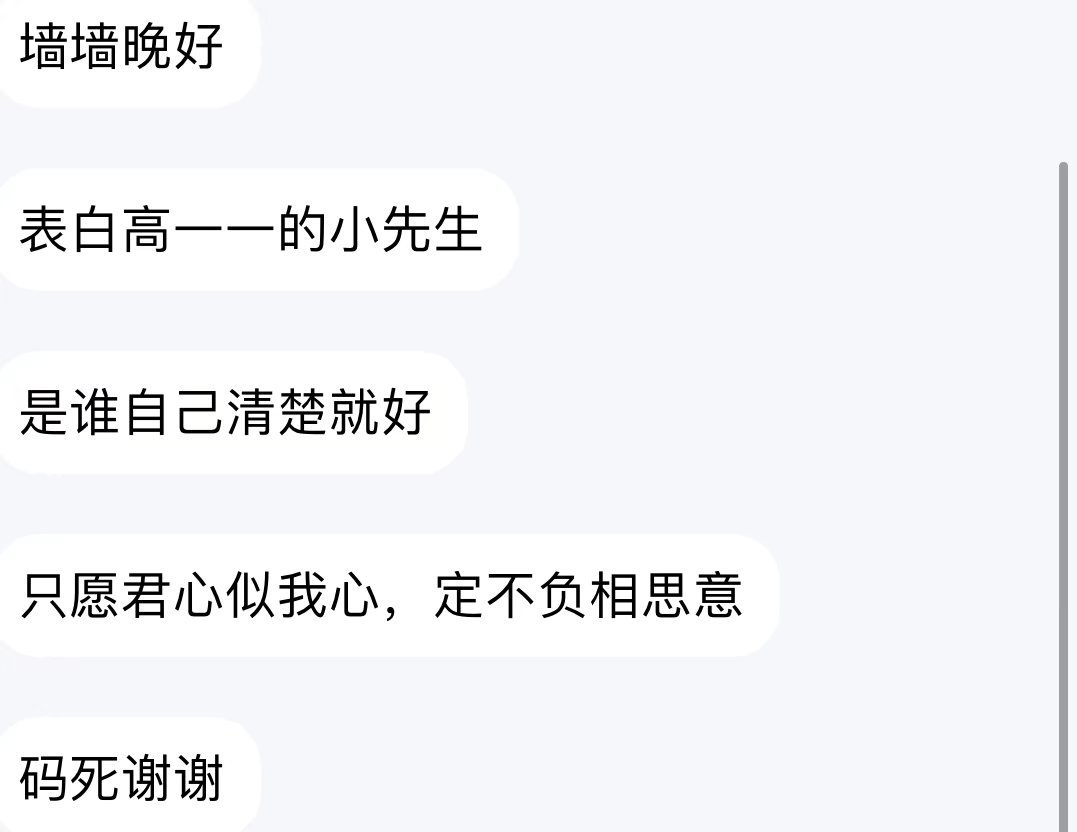 墙墙晚好
表白高一一的小先生
是谁自己清楚就好
只愿君心似我心，定不负相思意
码死谢谢